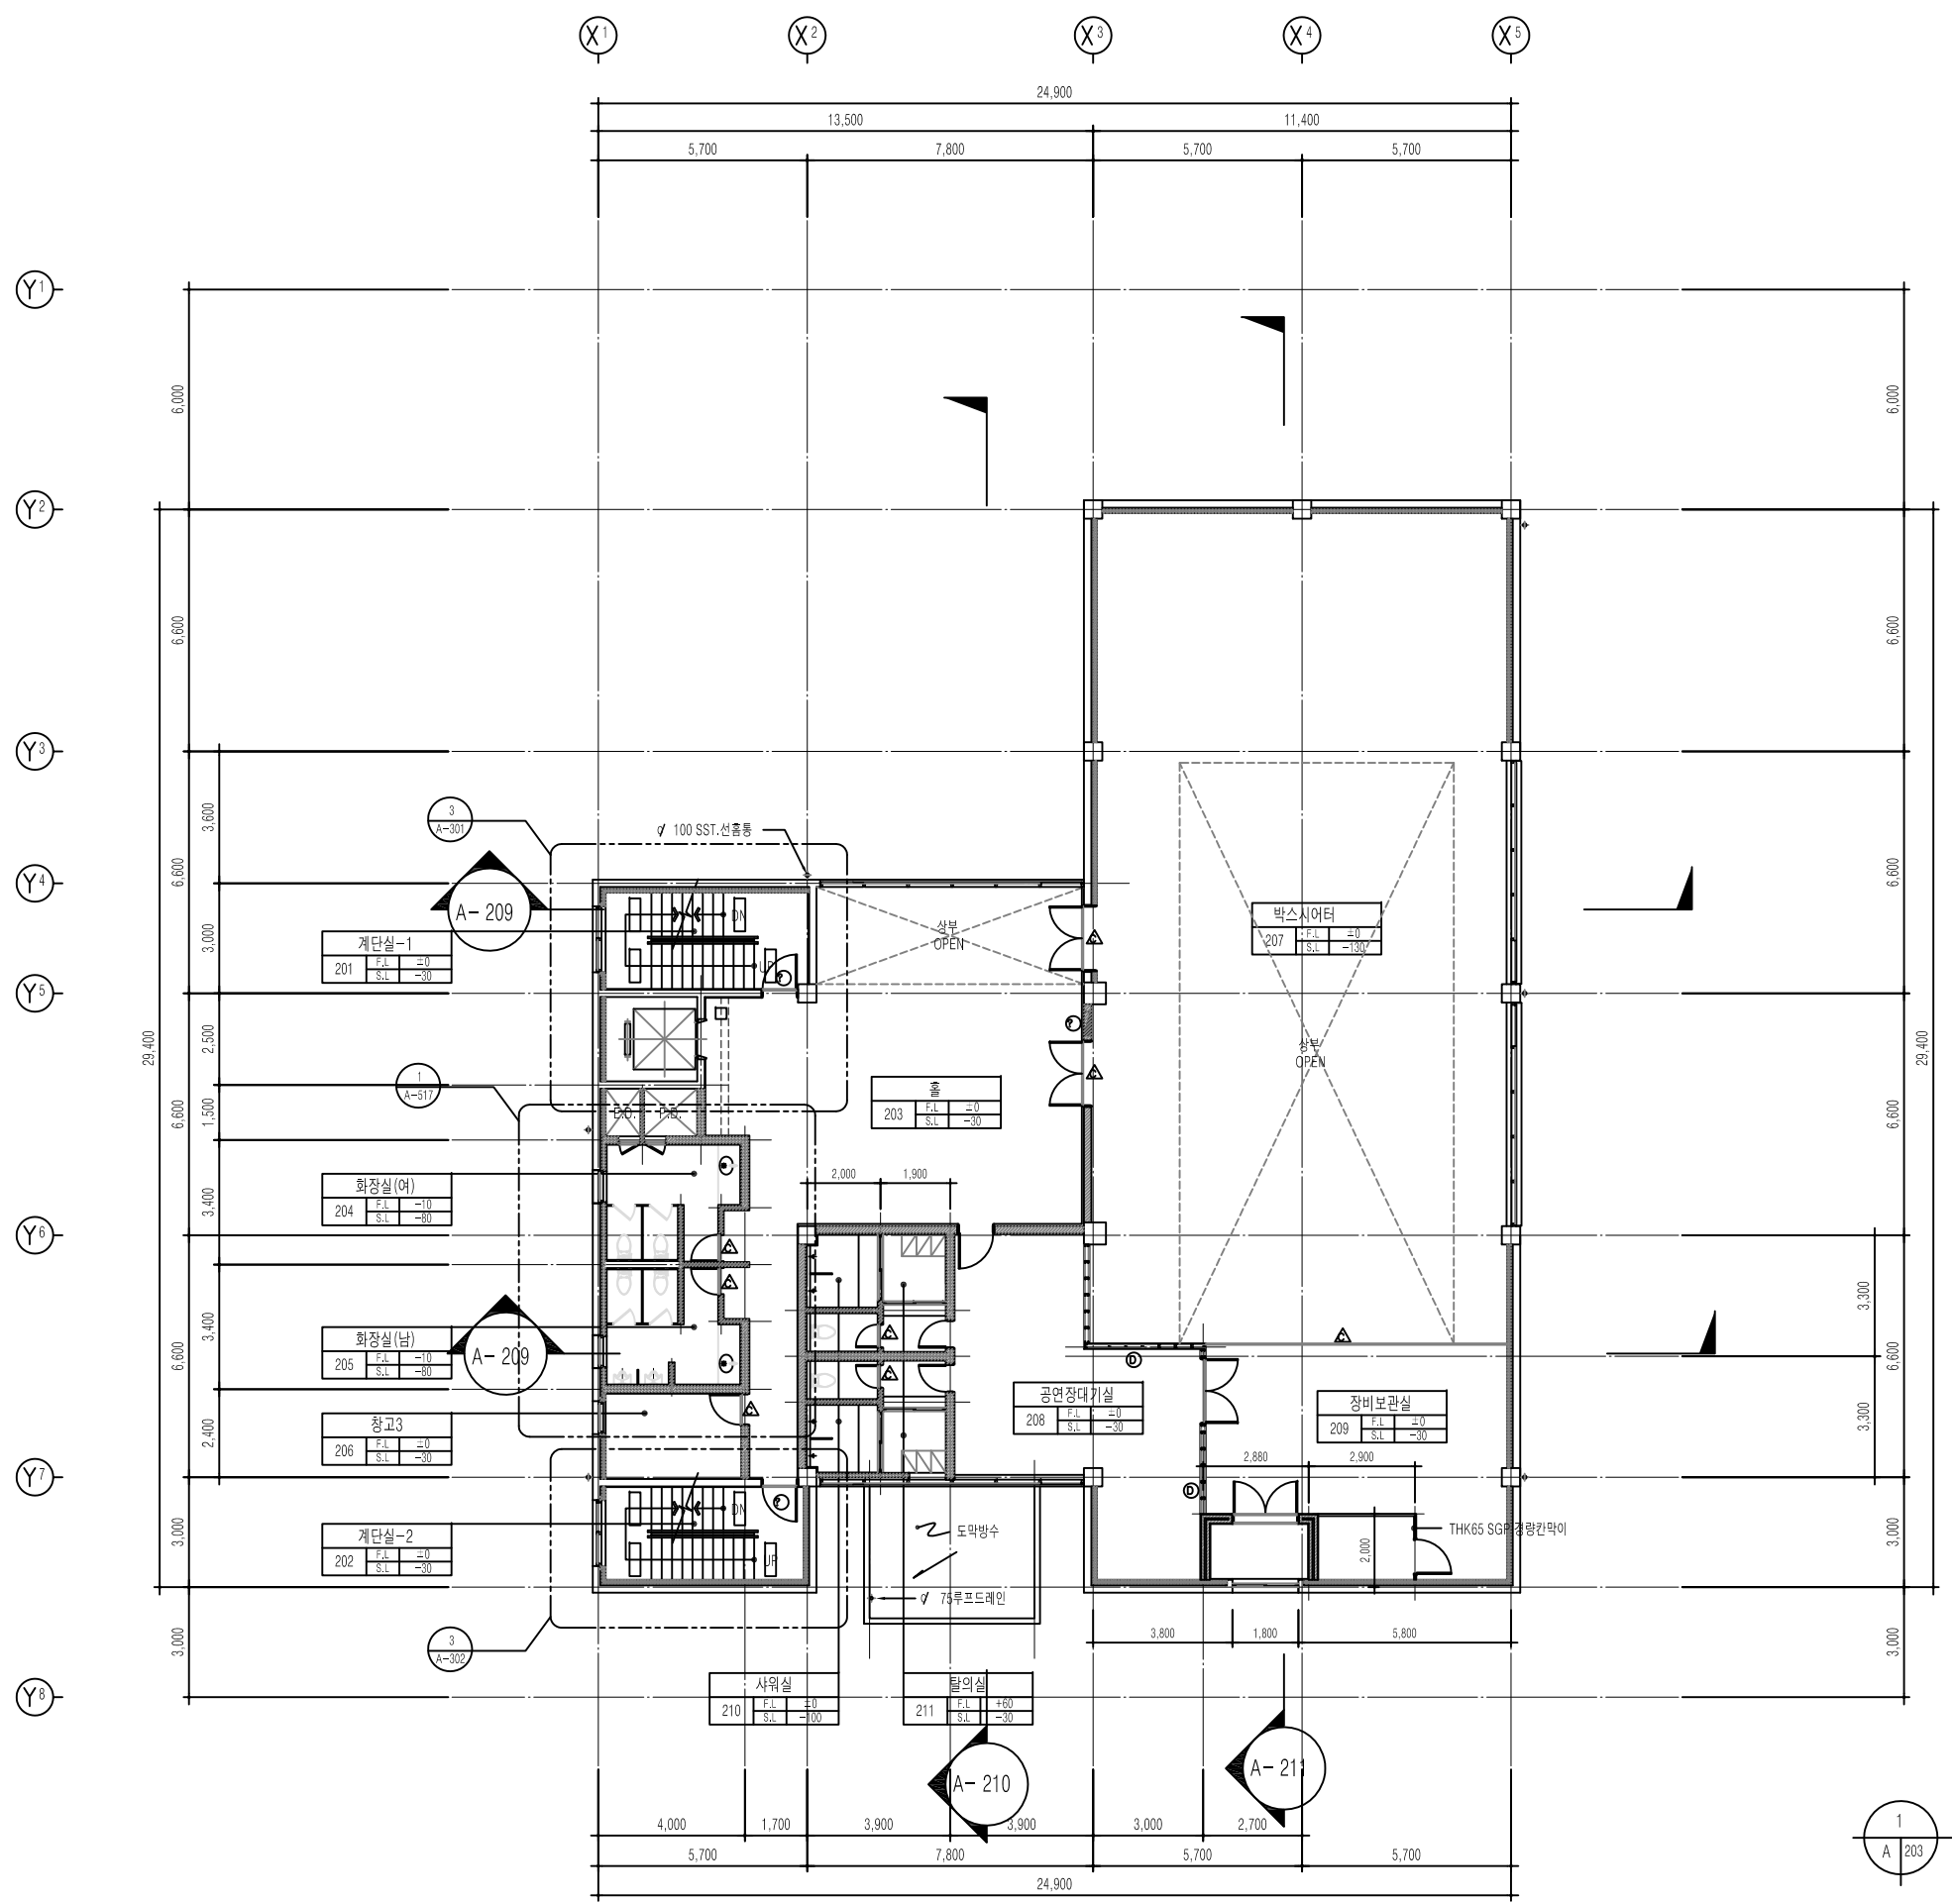 X1 X2 X3 X4 X5
24,900
13,500 11,400
5,700 7,800 5,700 5,700
Y1
6,000 6,000
Y2
6,600 6,600
Y3
3,600
6,600 6,600
3
A-301
ø 100 SST.선홈통
Y4
A- 209
DN
상부
OPEN
박스시어터
207 F.L ±0
S.L -130
계단실-1
201 F.L ±0
S.L -30
3,000
UP
Y5
2,500
29,400 29,400
상부
OPEN
1
A-517
홀
203 F.L ±0
S.L -30
E.D. P.D.
6,600 1,500 6,600
2,000 1,900
화장실(여)
204 F.L -10
S.L -80
3,400
Y6
C C C C C C C C
3,300
3,400
화장실(남)
205 F.L -10
S.L -80
A- 209
6,600 6,600
D
공연장대기실
208 F.L ±0
S.L -30
장비보관실
209 F.L ±0
S.L -30
3,300
창고3
206 F.L ±0
S.L -30
2,400
2,880 2,900
Y7
D
DN
계단실-2
202 F.L ±0
S.L -30
UP
도막방수
THK65 SGP 경량칸막이
2,000
3,000 3,000
ø 75루프드레인
3
A-302
3,000 3,000
3,800 1,800 5,800
샤워실
210 F.L ±0
S.L -100
탈의실
211 F.L +60
S.L -30
Y8
A- 210
A- 211
4,000 1,700 3,900 3,900 3,000 2,700
5,700 7,800 5,700 5,700
24,900
1
A 203